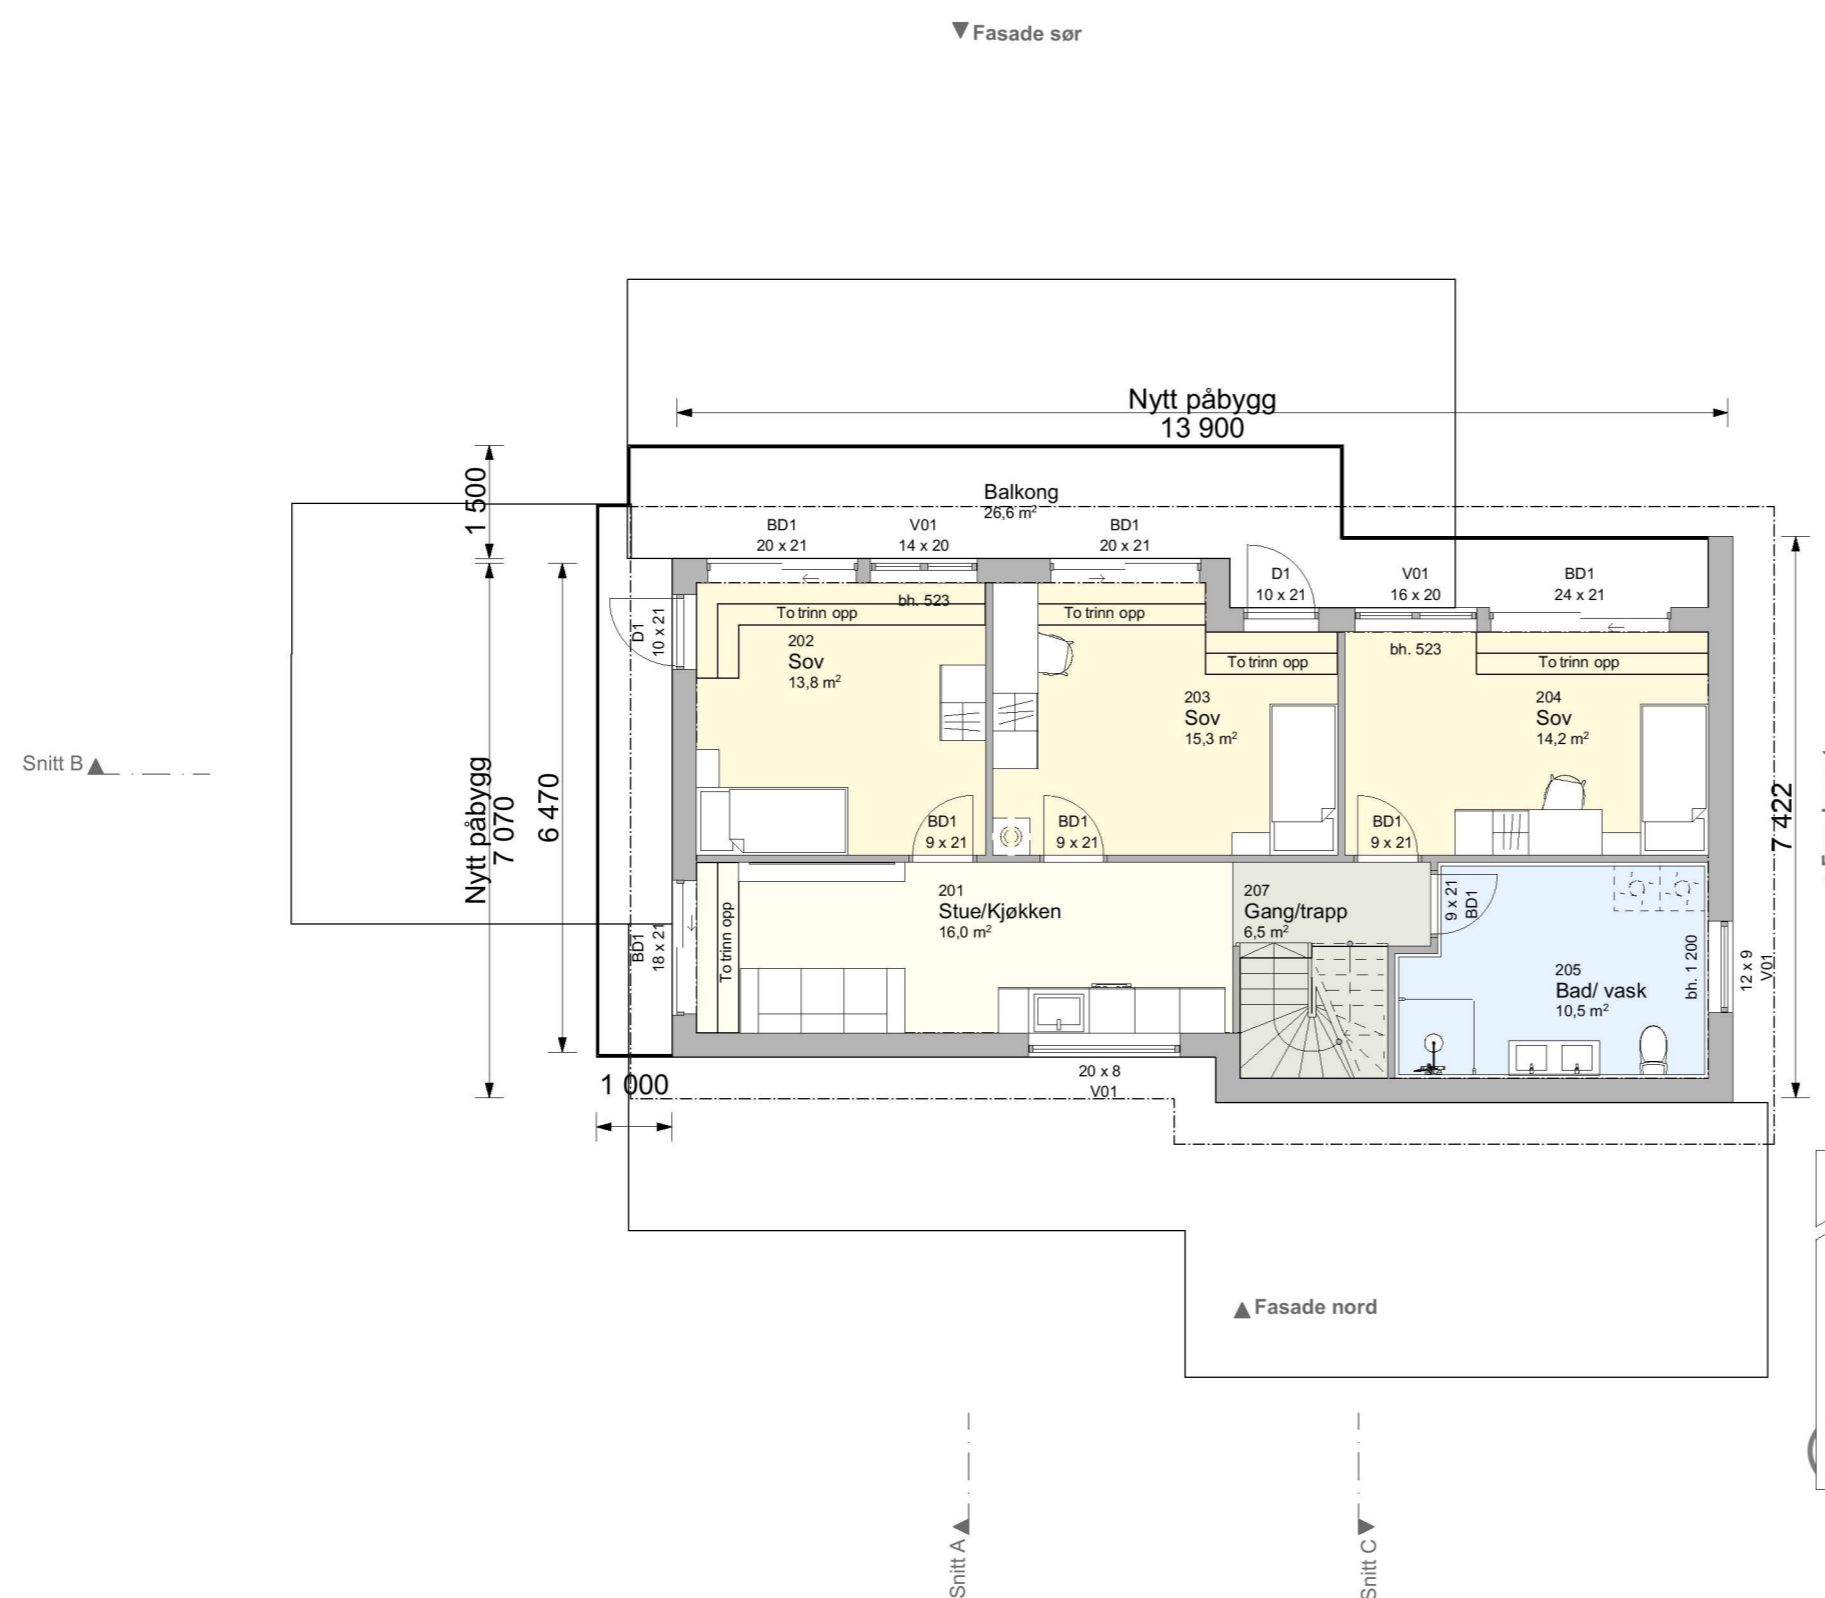 Fasade sør
Nytt påbygg
13 900
1 500
Balkong
26,6 m²
BD1
20 x 21
V01
14 x 20
BD1
20 x 21
D1
10 x 21
V01
16 x 20
BD1
24 x 21
D1
10 x 21
bh. 523
To trinn opp
To trinn opp
To trinn opp
bh. 523
To trinn opp
202
Sov
13,8 m²
203
Sov
15,3 m²
204
Sov
14,2 m²
Snitt B
Nytt påbygg
7 070
6 470
7 422
BD1
9 x 21
BD1
9 x 21
BD1
9 x 21
201
Stue/Kjøkken
16,0 m²
207
Gang/trapp
6,5 m²
9 x 21
BD1
To trinn opp
BD1
18 x 21
205
Bad/ vask
10,5 m²
bh. 1 200
12 x 9
V01
20 x 8
V01
1 000
Fasade nord
Snitt A
Snitt C